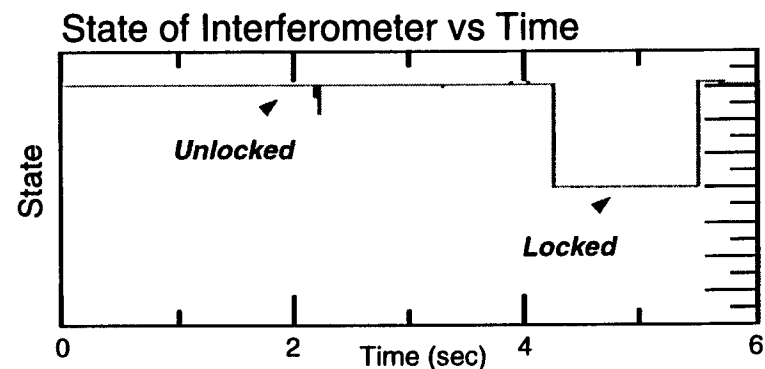 State of Interferometer vs Time
State
Unlocked
Locked
0 2 4 6
Time (sec)